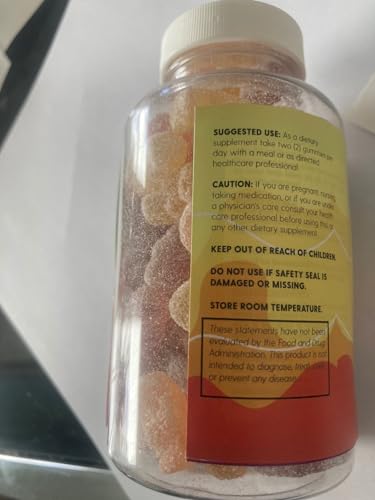 SUGGESTED USE: As a dietary
supplement take two (2) gummies per
day with a meal or as directed
healthcare professional.
CAUTION: If you are pregnant, nursing,
taking medication, or if you are under
a physician's care consult your health
care professional before using this or
any other dietary supplement.
KEEP OUT OF REACH OF CHILDREN.
DO NOT USE IF SAFETY SEAL IS
DAMAGED OR MISSING.
STORE ROOM TEMPERATURE.
These statements have not been
evaluated by the Food and Drug
Administration. This product is not
intended to diagnose, treat, cure
or prevent any disease.